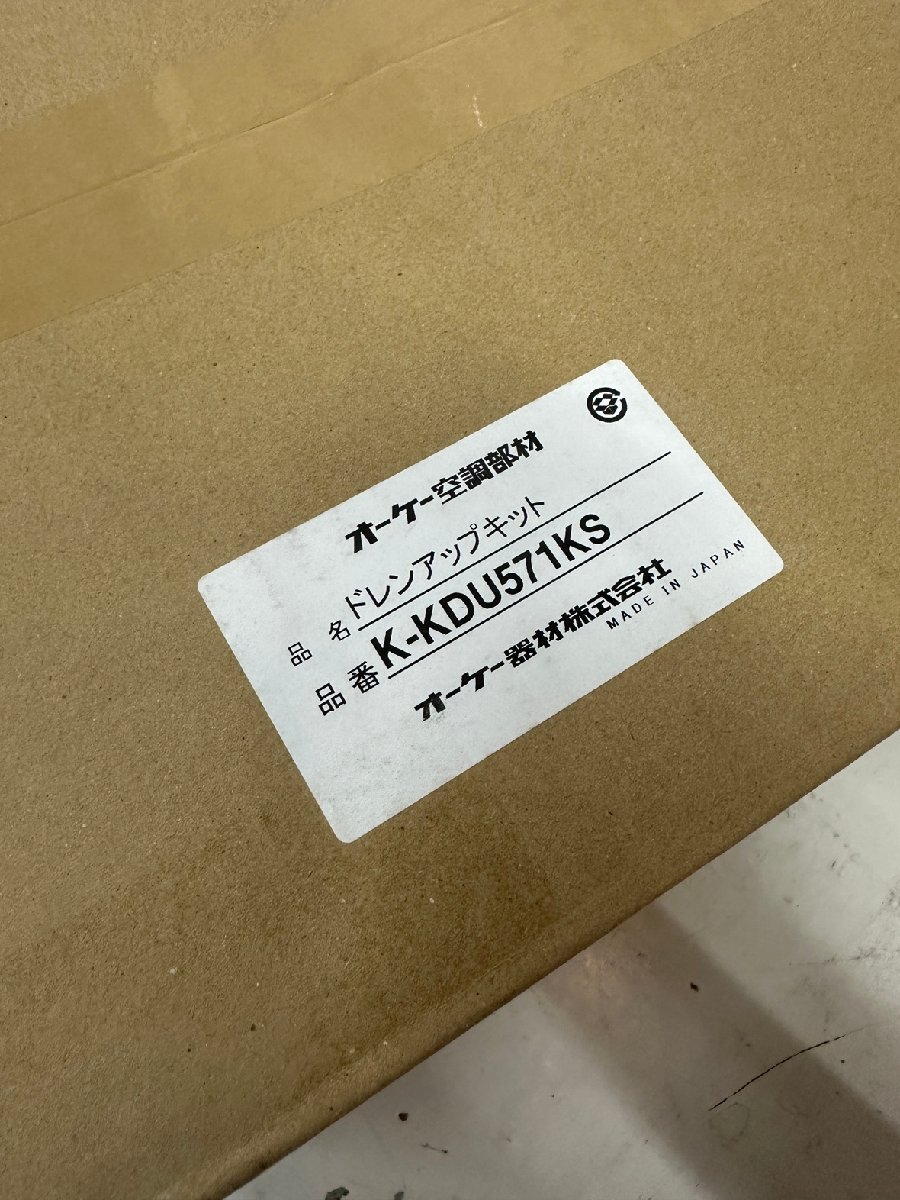 オーケー空調部材
品 名 ドレンアップキット
品番 K-KDU571KS
オーケー器材株式会社
MADE IN JAPAN